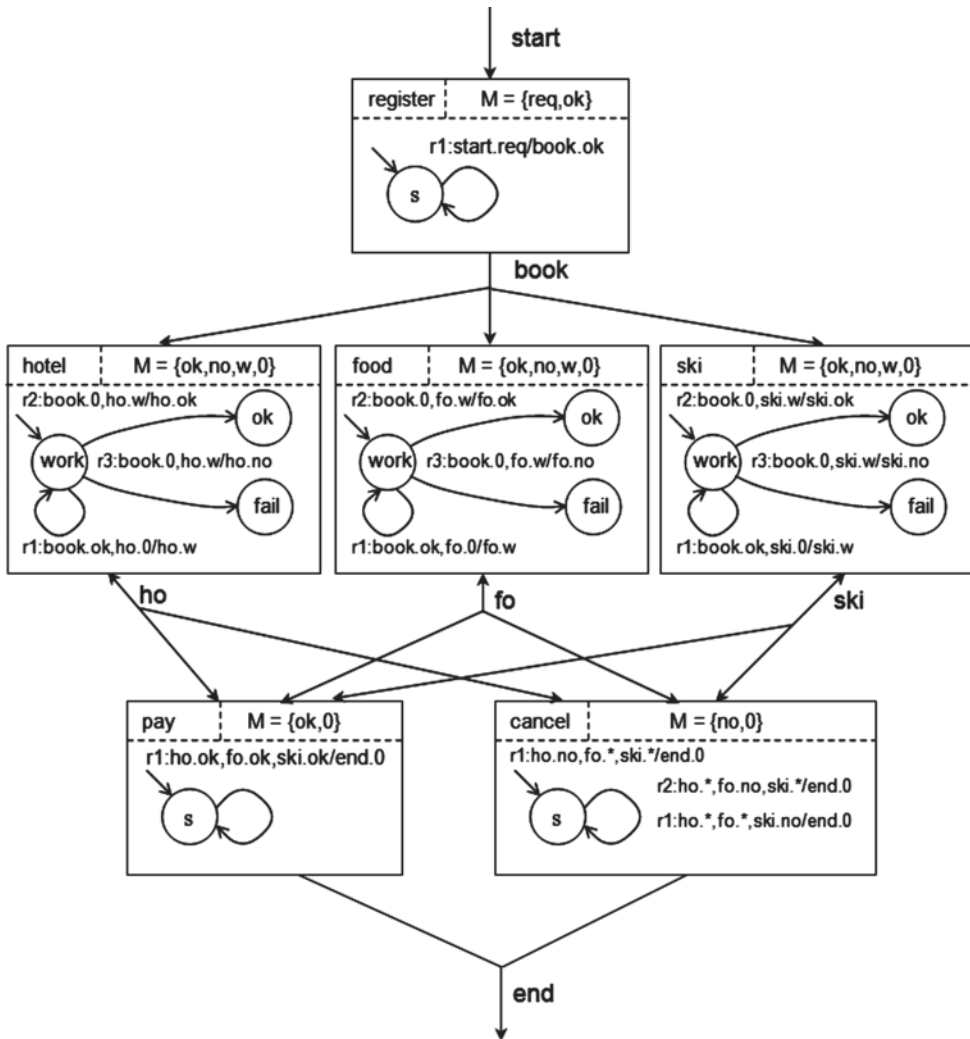 start
register M = {req,ok}
r1:start.req/book.ok
s
book
hotel M = {ok,no,w,0}
r2:book.0,ho.w/ho.ok
ok
work
r3:book.0,ho.w/ho.no
fail
r1:book.ok,ho.0/ho.w
food M = {ok,no,w,0}
r2:book.0,fo.w/fo.ok
ok
work
r3:book.0,fo.w/fo.no
fail
r1:book.ok,fo.0/fo.w
ski M = {ok,no,w,0}
r2:book.0,ski.w/ski.ok
ok
work
r3:book.0,ski.w/ski.no
fail
r1:book.ok,ski.0/ski.w
ho
fo
ski
pay M = {ok,0}
r1:ho.ok,fo.ok,ski.ok/end.0
s
cancel M = {no,0}
r1:ho.no,fo.*,ski.*/end.0
r2:ho.*,fo.no,ski.*/end.0
s
r1:ho.*,fo.*,ski.no/end.0
end